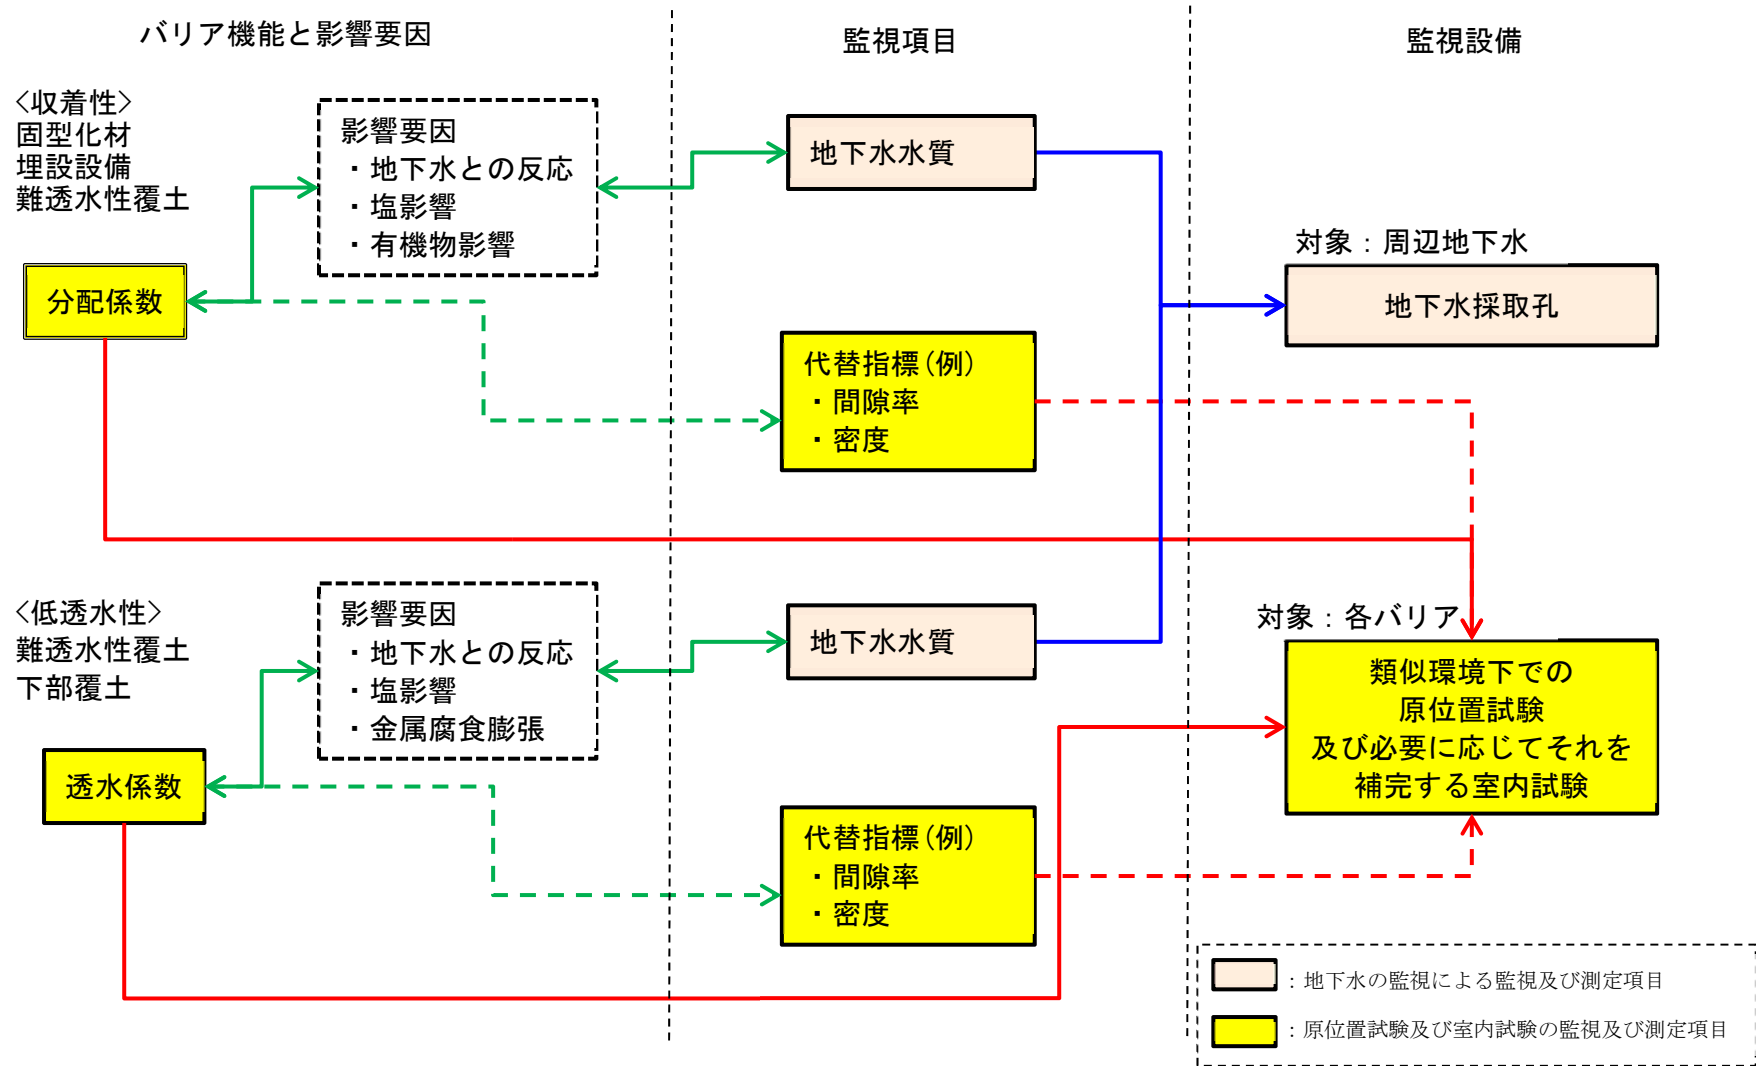 バリア機能と影響要因
監視項目
監視設備
<収着性>
固型化材
埋設設備
難透水性覆土
影響要因
・地下水との反応
・塩影響
・有機物影響
地下水水質
分配係数
対象：周辺地下水
地下水採取孔
代替指標(例)
・間隙率
・密度
<低透水性>
難透水性覆土
下部覆土
影響要因
・地下水との反応
・塩影響
・金属腐食膨張
地下水水質
透水係数
対象：各バリア
類似環境下での
原位置試験
及び必要に応じてそれを
補完する室内試験
代替指標(例)
・間隙率
・密度
：地下水の監視による監視及び測定項目
：原位置試験及び室内試験の監視及び測定項目